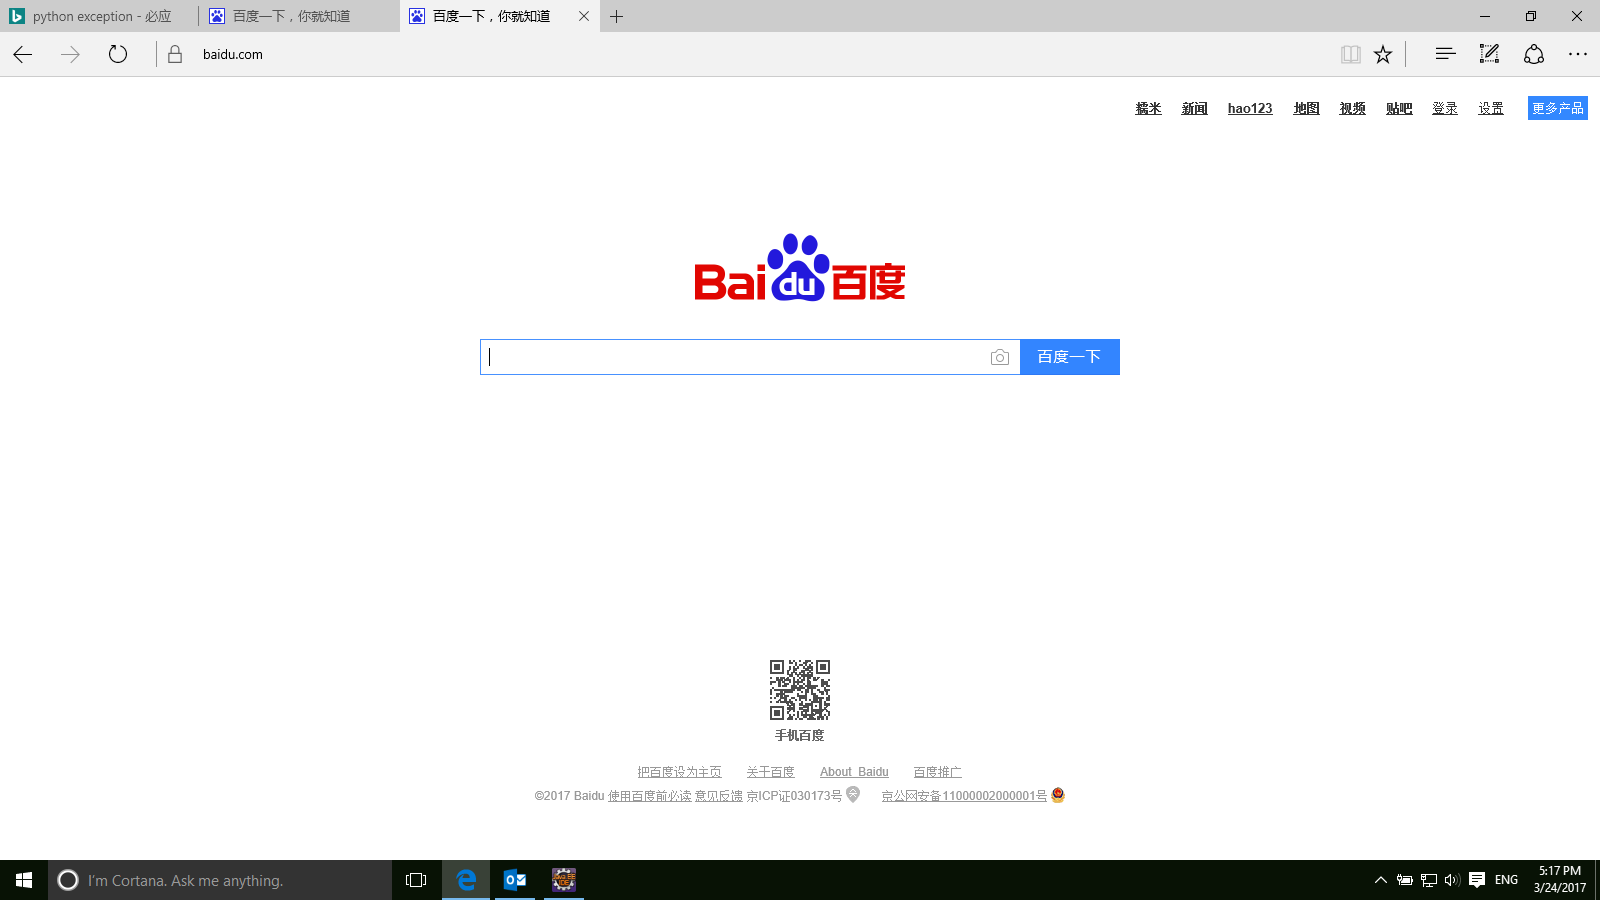 python exception - 必应
百度一下，你就知道
百度一下，你就知道
baidu.com
糯米 新闻 hao123 地图 视频 贴吧 登录 设置 更多产品
Bai du 百度
百度一下
手机百度
把百度设为主页 关于百度 About Baidu 百度推广
©2017 Baidu 使用百度前必读 意见反馈 京ICP证030173号 京公网安备11000002000001号
I'm Cortana. Ask me anything.
ENG
5:17 PM
3/24/2017